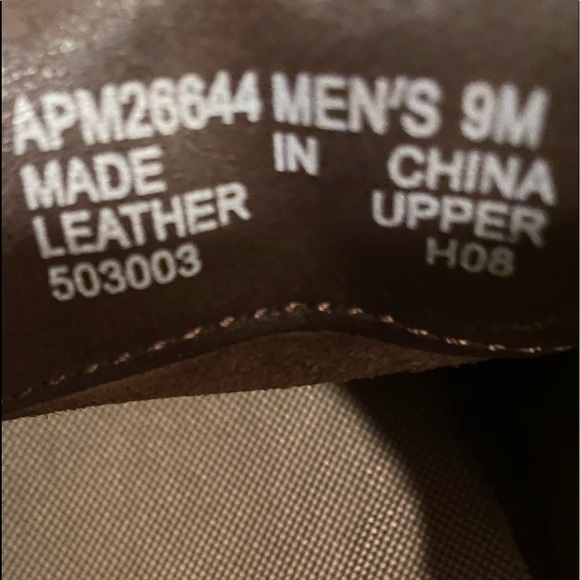 APM26644 MEN'S 9M
MADE IN CHINA
LEATHER UPPER
503003 H08